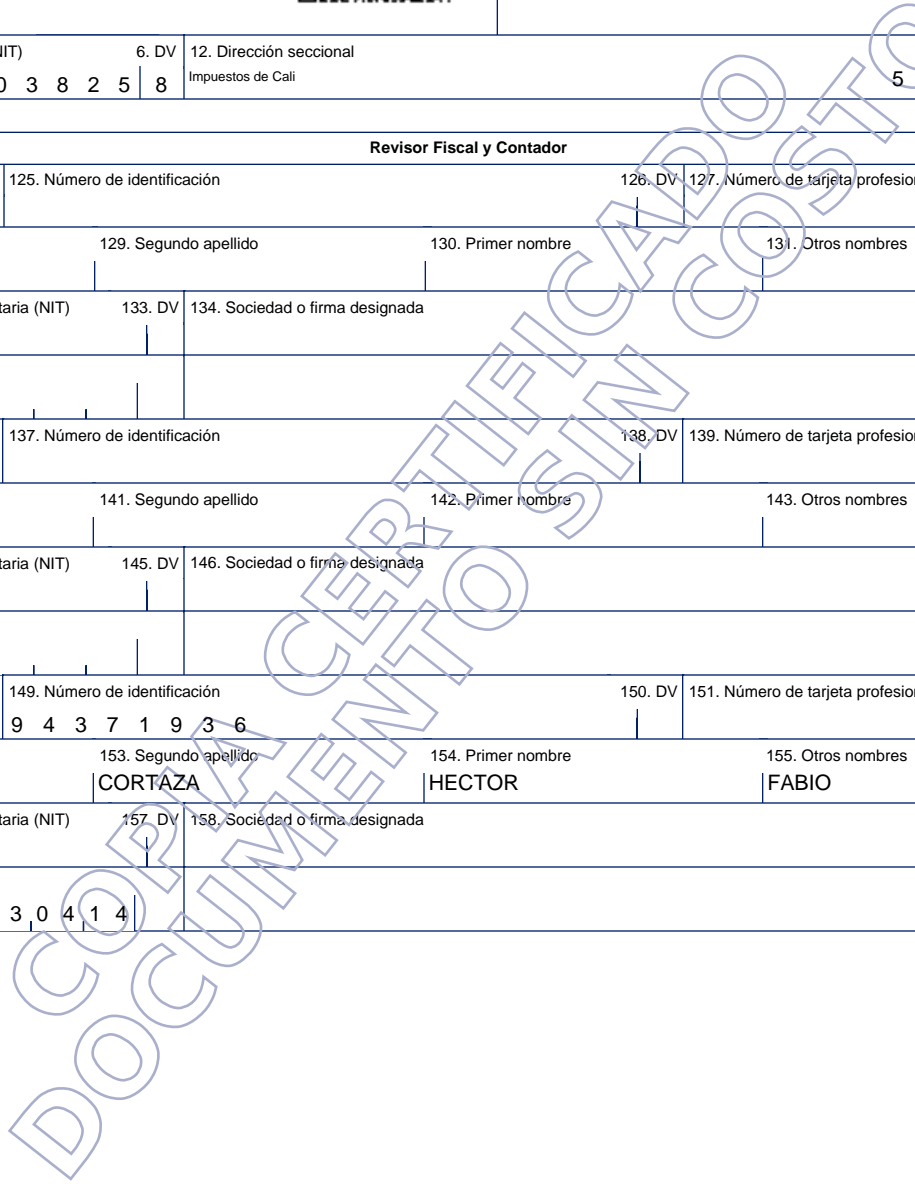 NIT) 6. DV 12. Dirección seccional
0 3 8 2 5 8 Impuestos de Cali 5
Revisor Fiscal y Contador
125. Número de identificación 126. DV 127. Número de tarjeta profesion
129. Segundo apellido 130. Primer nombre 131. Otros nombres
taria (NIT) 133. DV 134. Sociedad o firma designada
137. Número de identificación 138. DV 139. Número de tarjeta profesion
141. Segundo apellido 142. Primer nombre 143. Otros nombres
taria (NIT) 145. DV 146. Sociedad o firma designada
149. Número de identificación 150. DV 151. Número de tarjeta profesion
9 4 3 7 1 9 3 6
153. Segundo apellido 154. Primer nombre 155. Otros nombres
CORTAZA HECTOR FABIO
taria (NIT) 157. DV 158. Sociedad o firma designada
3 0 4 1 4
COPIA CERTIFICADO
DOCUMENTO SIN COSTO